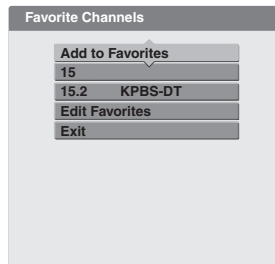 Favorite Channels
Add to Favorites
15
15.2 KPBS-DT
Edit Favorites
Exit